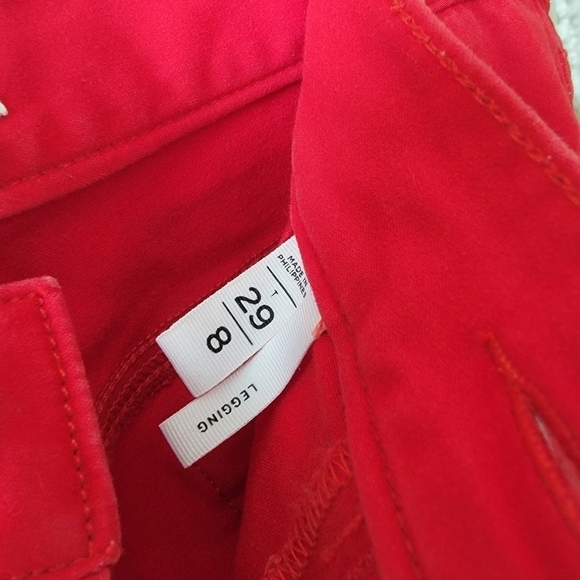 8
29
T
MADE IN
PHILIPPINES
LEGGING